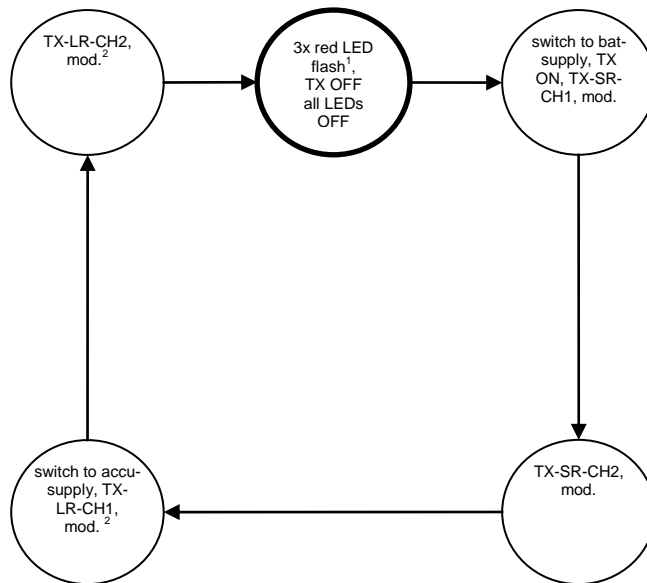 TX-LR-CH2,
mod.²
3x red LED
flash¹,
TX OFF
all LEDs
OFF
switch to bat-
supply, TX
ON, TX-SR-
CH1, mod.
switch to accu-
supply, TX-
LR-CH1,
mod. ²
TX-SR-CH2,
mod.